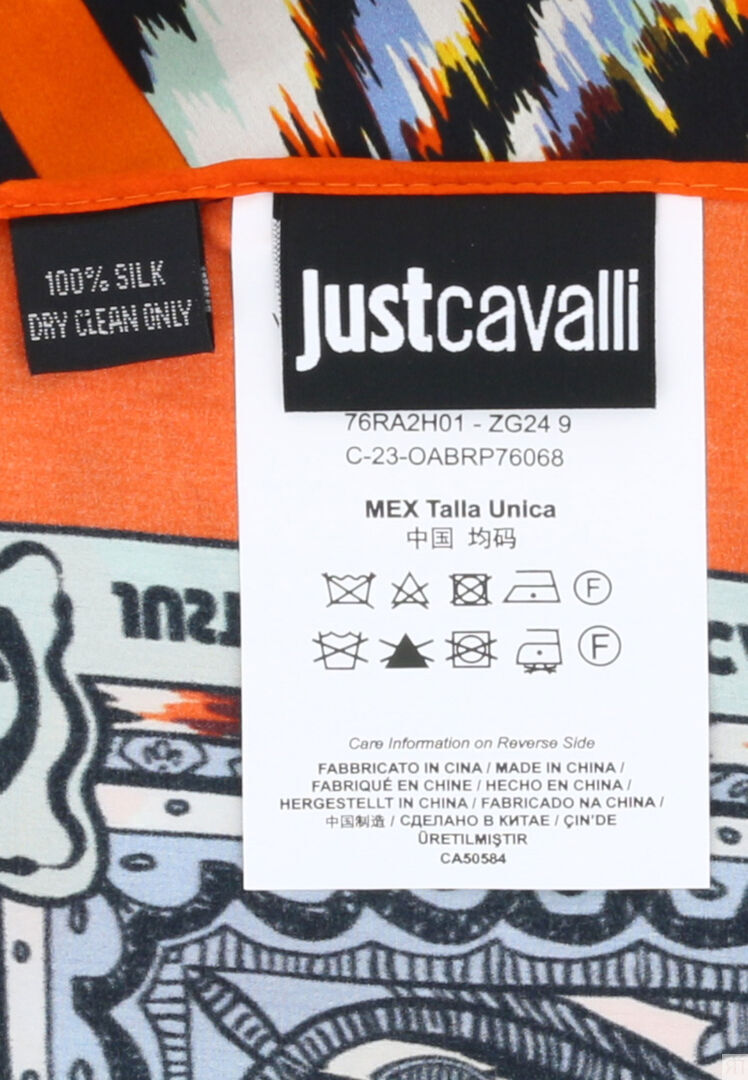 100% SILK
DRY CLEAN ONLY
justcavalli
76RA2H01 - ZG24 9
C-23-OABRP76068
MEX Talla Unica
中国 均码
F
F
Care Information on Reverse Side
FABBRICATO IN CINA / MADE IN CHINA /
FABRIQUÉ EN CHINE / HECHO EN CHINA /
HERGESTELLT IN CHINA / FABRICADO NA CHINA /
中国制造 / СДЕЛАНО В КИТАЕ / ÇIN'DE
ÜRETILMIŞTIR
CA50584